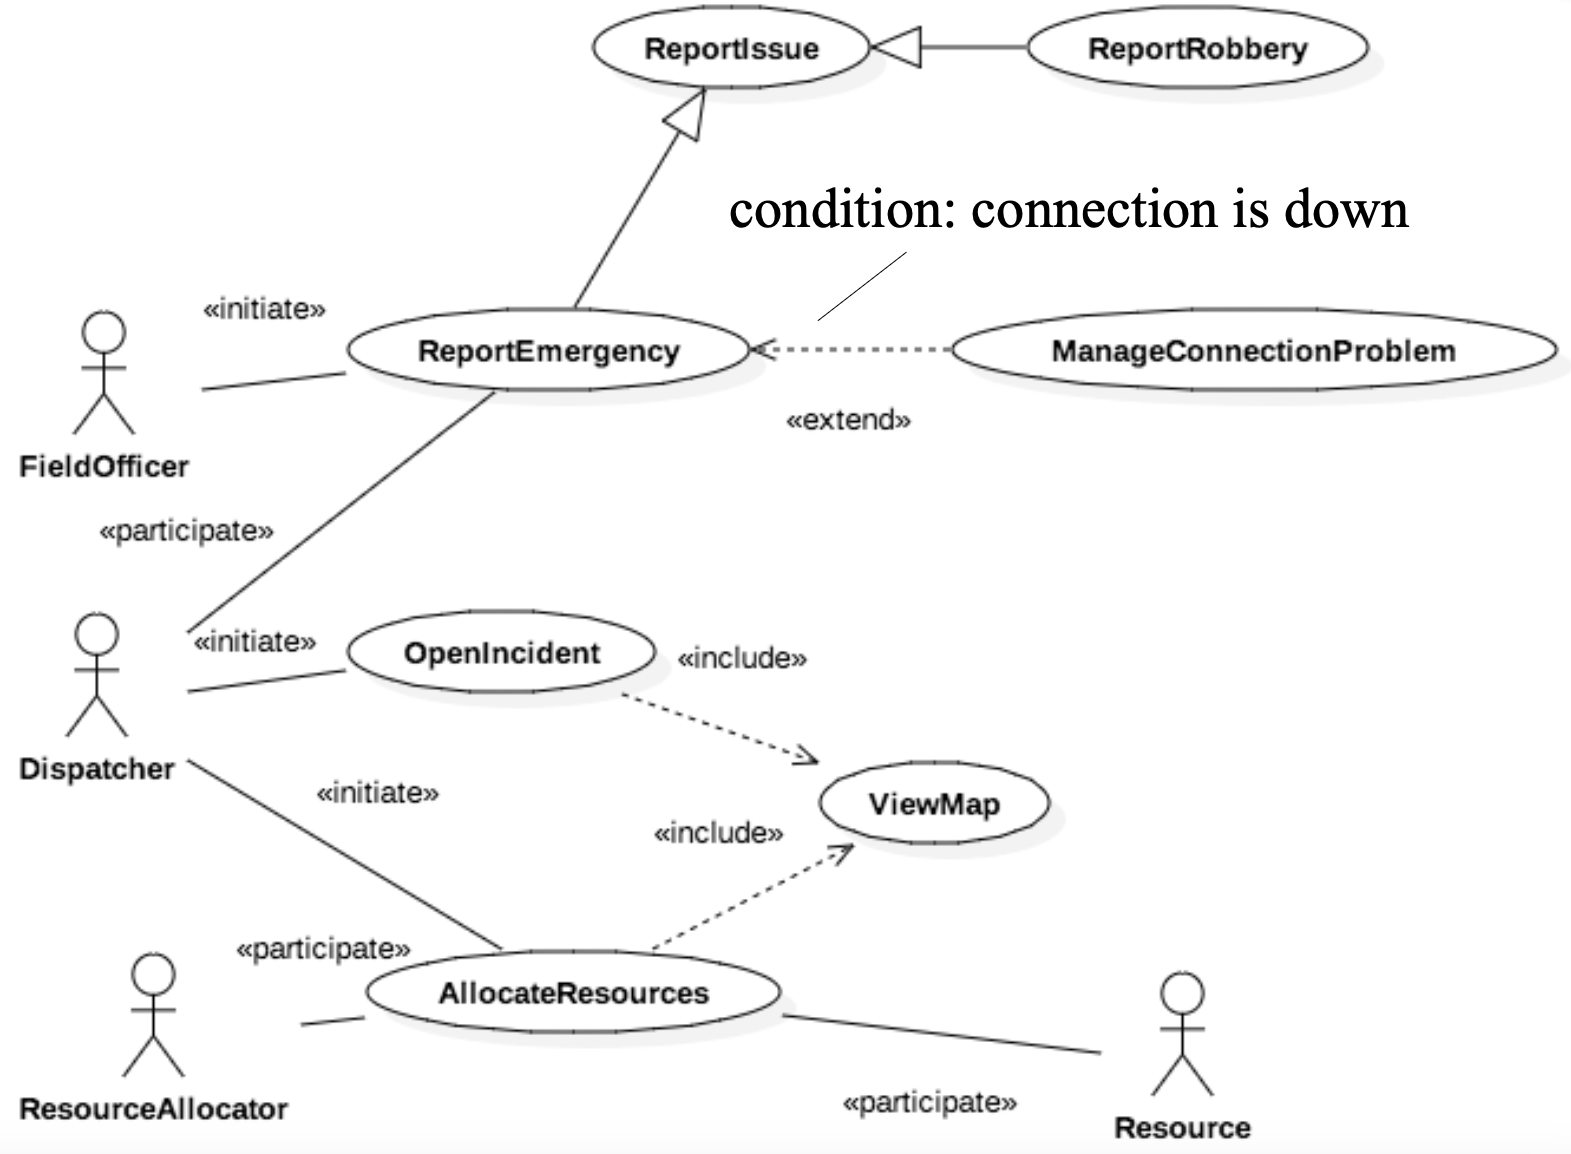 ReportIssue
ReportRobbery
condition: connection is down
«initiate»
ReportEmergency
ManageConnectionProblem
«extend»
FieldOfficer
«participate»
«initiate»
OpenIncident
«include»
Dispatcher
«initiate»
ViewMap
«include»
«participate»
AllocateResources
ResourceAllocator
«participate»
Resource